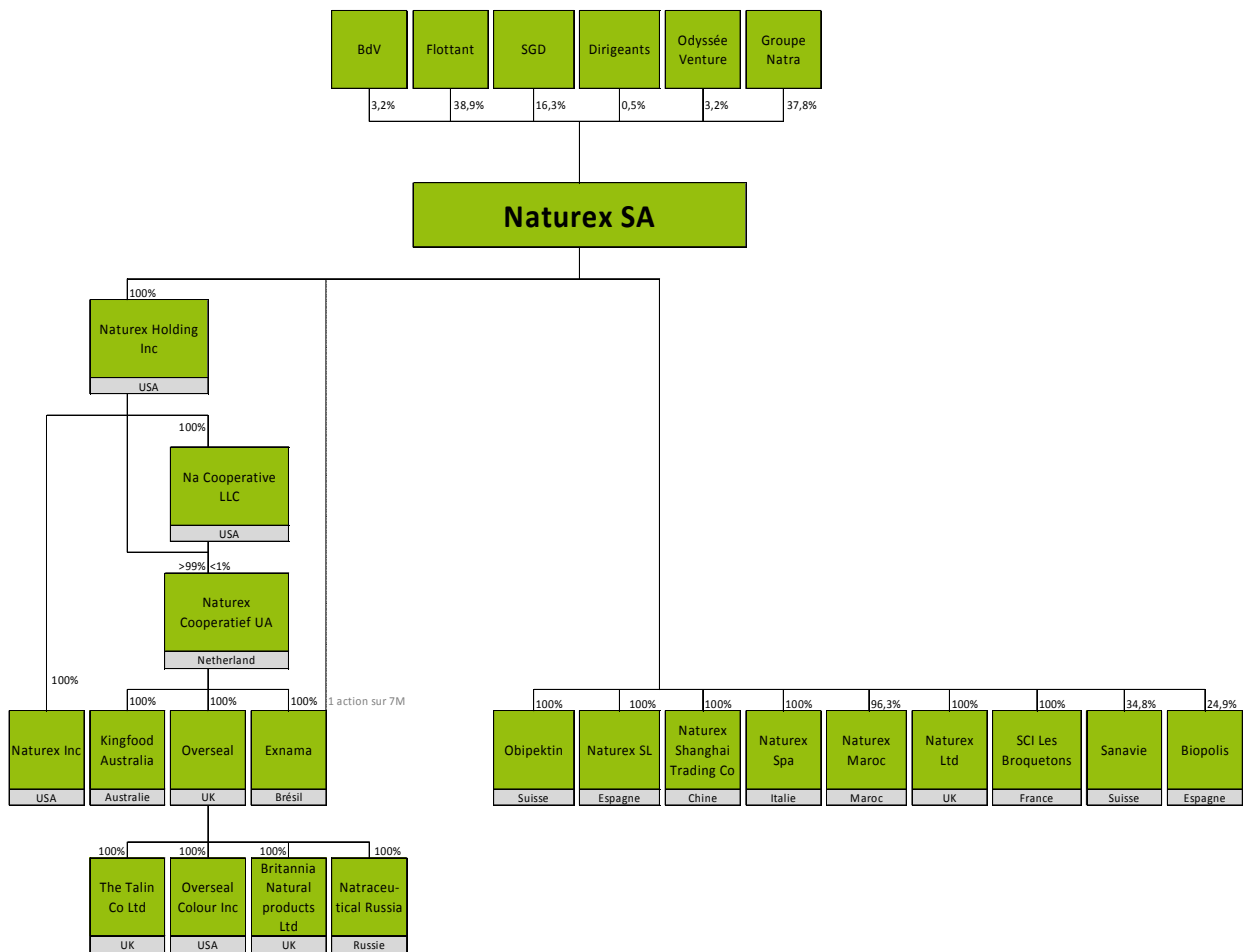 BdV
Flottant
SGD
Dirigeants
Odyssée
Venture
Groupe
Natra
3,2%
38,9%
16,3%
0,5%
3,2%
37,8%
Naturex SA
100%
Naturex Holding
Inc
USA
100%
Na Cooperative
LLC
USA
>99%
<1%
Naturex
Cooperatief UA
Netherland
100%
100%
100%
100%
1 action sur 7M
Naturex Inc
USA
Kingfood
Australia
Australie
Overseal
UK
Exnama
Brésil
100%
100%
100%
100%
96,3%
100%
100%
34,8%
24,9%
Obipektin
Suisse
Naturex SL
Espagne
Naturex
Shanghai
Trading Co
Chine
Naturex
Spa
Italie
Naturex
Maroc
Maroc
Naturex
Ltd
UK
SCI Les
Broquetons
France
Sanavie
Suisse
Biopolis
Espagne
100%
100%
100%
100%
The Talin
Co Ltd
UK
Overseal
Colour Inc
USA
Britannia
Natural
products
Ltd
UK
Natraceu-
tical Russia
Russie